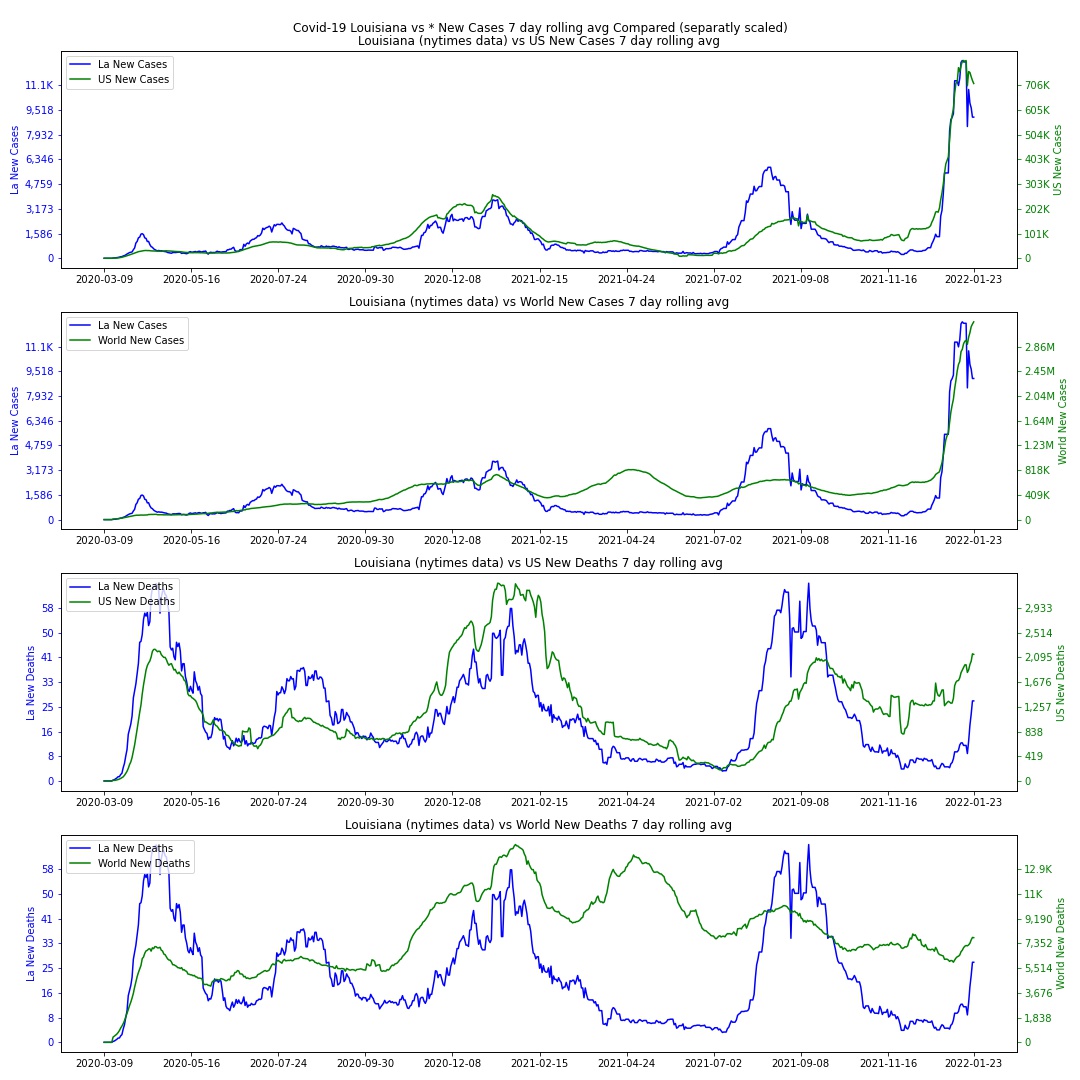 Covid-19 Louisiana vs * New Cases 7 day rolling avg Compared (separatly scaled)
Louisiana (nytimes data) vs US New Cases 7 day rolling avg
La New Cases
US New Cases
11.1K
9,518
7,932
6,346
4,759
3,173
1,586
0
La New Cases
706K
605K
504K
403K
303K
202K
101K
0
US New Cases
2020-03-09 2020-05-16 2020-07-24 2020-09-30 2020-12-08 2021-02-15 2021-04-24 2021-07-02 2021-09-08 2021-11-16 2022-01-23
Louisiana (nytimes data) vs World New Cases 7 day rolling avg
La New Cases
World New Cases
11.1K
9,518
7,932
6,346
4,759
3,173
1,586
0
La New Cases
2.86M
2.45M
2.04M
1.64M
1.23M
818K
409K
0
World New Cases
2020-03-09 2020-05-16 2020-07-24 2020-09-30 2020-12-08 2021-02-15 2021-04-24 2021-07-02 2021-09-08 2021-11-16 2022-01-23
Louisiana (nytimes data) vs US New Deaths 7 day rolling avg
La New Deaths
US New Deaths
58
50
41
33
25
16
8
0
La New Deaths
2,933
2,514
2,095
1,676
1,257
838
419
0
US New Deaths
2020-03-09 2020-05-16 2020-07-24 2020-09-30 2020-12-08 2021-02-15 2021-04-24 2021-07-02 2021-09-08 2021-11-16 2022-01-23
Louisiana (nytimes data) vs World New Deaths 7 day rolling avg
La New Deaths
World New Deaths
58
50
41
33
25
16
8
0
La New Deaths
12.9K
11K
9,190
7,352
5,514
3,676
1,838
0
World New Deaths
2020-03-09 2020-05-16 2020-07-24 2020-09-30 2020-12-08 2021-02-15 2021-04-24 2021-07-02 2021-09-08 2021-11-16 2022-01-23